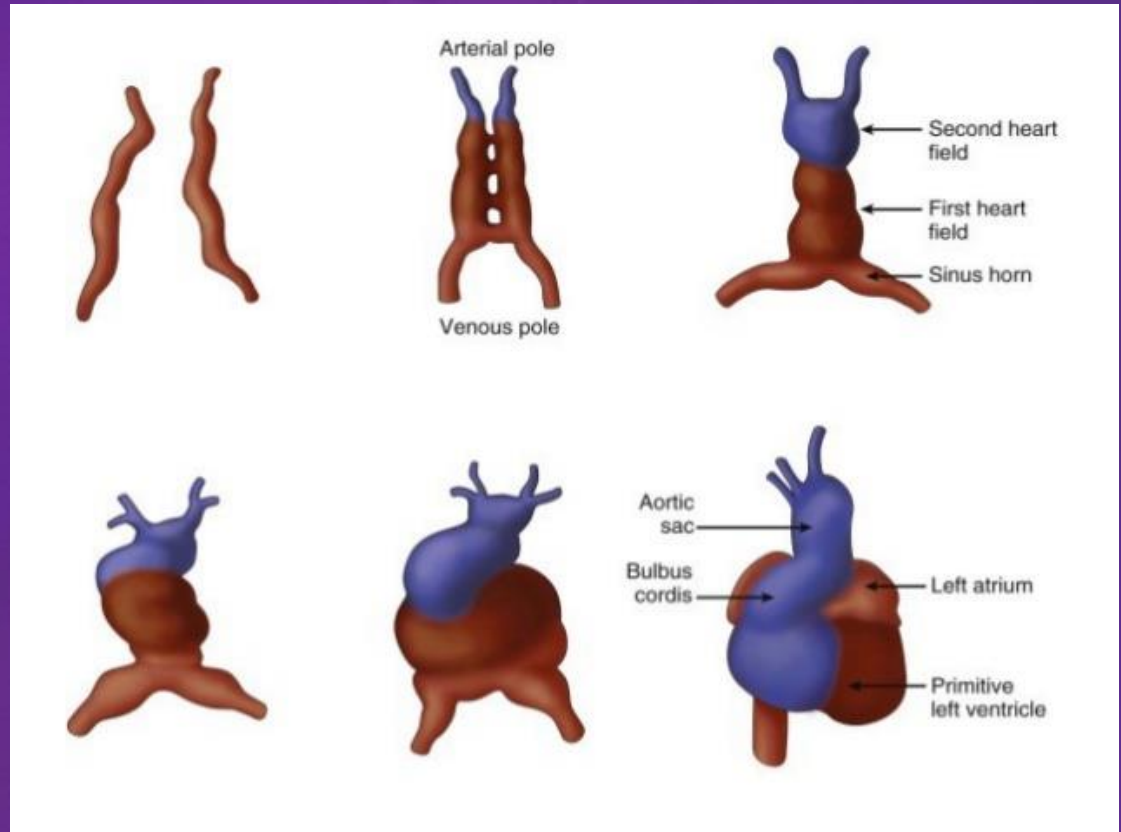 Arterial pole
Venous pole
Second heart
field
First heart
field
Sinus horn
Aortic
sac
Bulbus
cordis
Left atrium
Primitive
left ventricle